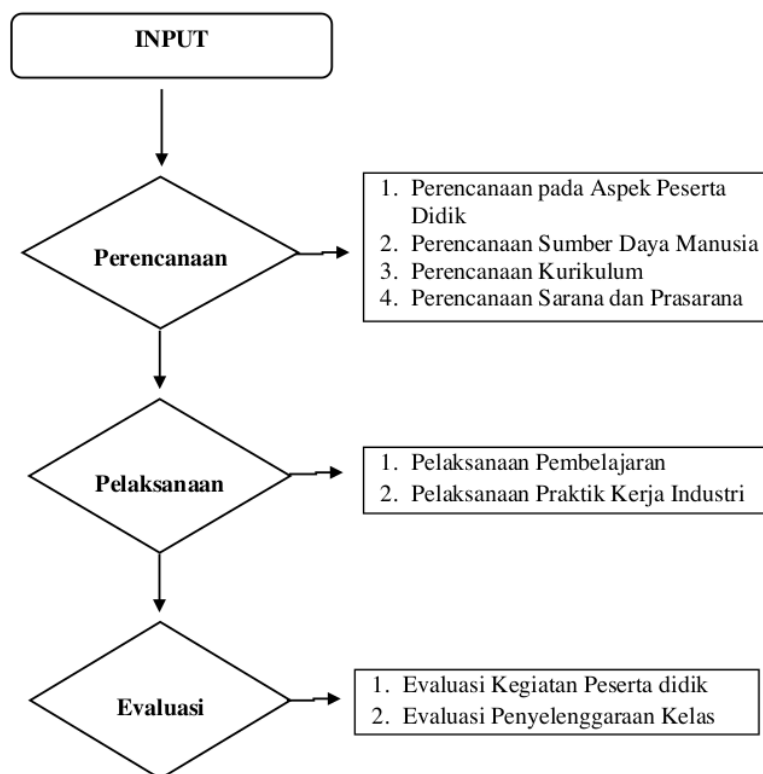 INPUT
Perencanaan
1. Perencanaan pada Aspek Peserta
Didik
2. Perencanaan Sumber Daya Manusia
3. Perencanaan Kurikulum
4. Perencanaan Sarana dan Prasarana
Pelaksanaan
1. Pelaksanaan Pembelajaran
2. Pelaksanaan Praktik Kerja Industri
Evaluasi
1. Evaluasi Kegiatan Peserta didik
2. Evaluasi Penyelenggaraan Kelas